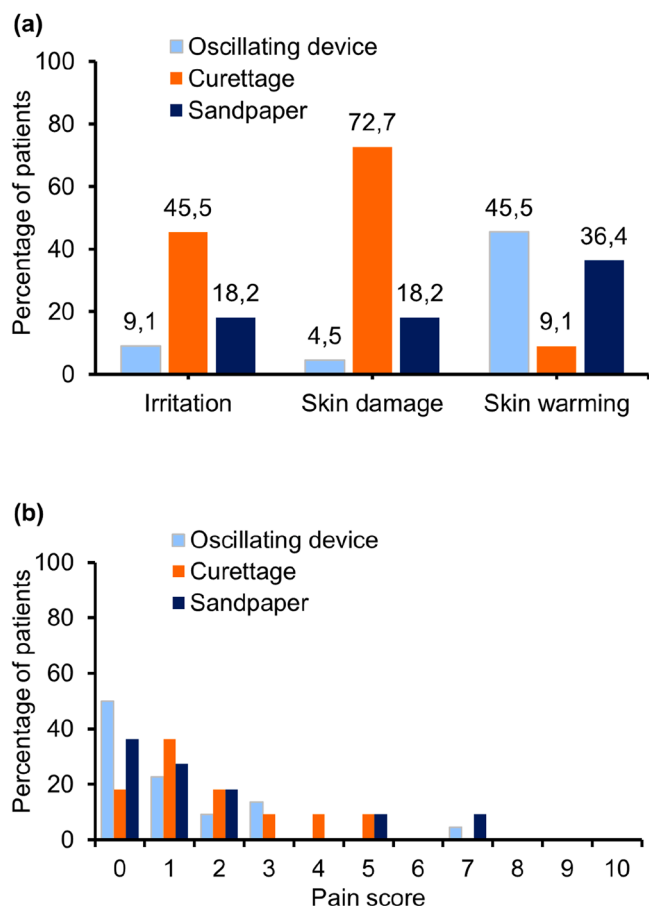 (a)
Oscillating device
Curettage
Sandpaper
Percentage of patients
100
80
60
40
20
0
9,1
45,5
18,2
4,5
72,7
18,2
45,5
9,1
36,4
Irritation Skin damage Skin warming
(b)
Oscillating device
Curettage
Sandpaper
Percentage of patients
100
80
60
40
20
0
0 1 2 3 4 5 6 7 8 9 10
Pain score